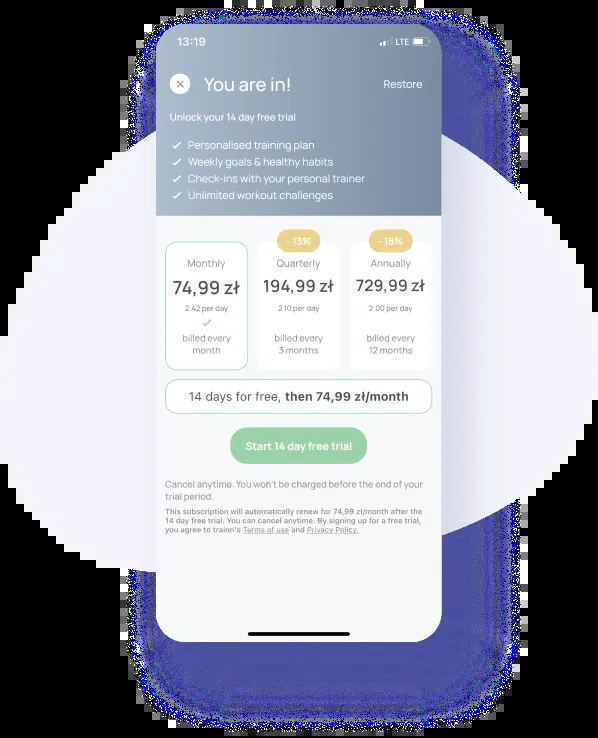 13:19
LTE
You are in!
Restore
Unlock your 14 day free trial
Personalised training plan
Weekly goals & healthy habits
Check-ins with your personal trainer
Unlimited workout challenges
-13%
-18%
Monthly
Quarterly
Annually
74,99 zł
194,99 zł
729,99 zł
2.42 per day
2.10 per day
2.00 per day
billed every
month
billed every
3 months
billed every
12 months
14 days for free, then 74,99 zł/month
Start 14 day free trial
Cancel anytime. You won't be charged before the end of your
trial period.
This subscription will automatically renew for 74,99 zł/month after the
14 day free trial. You can cancel anytime. By signing up for a free trial,
you agree to trainn's Terms of use and Privacy Policy.